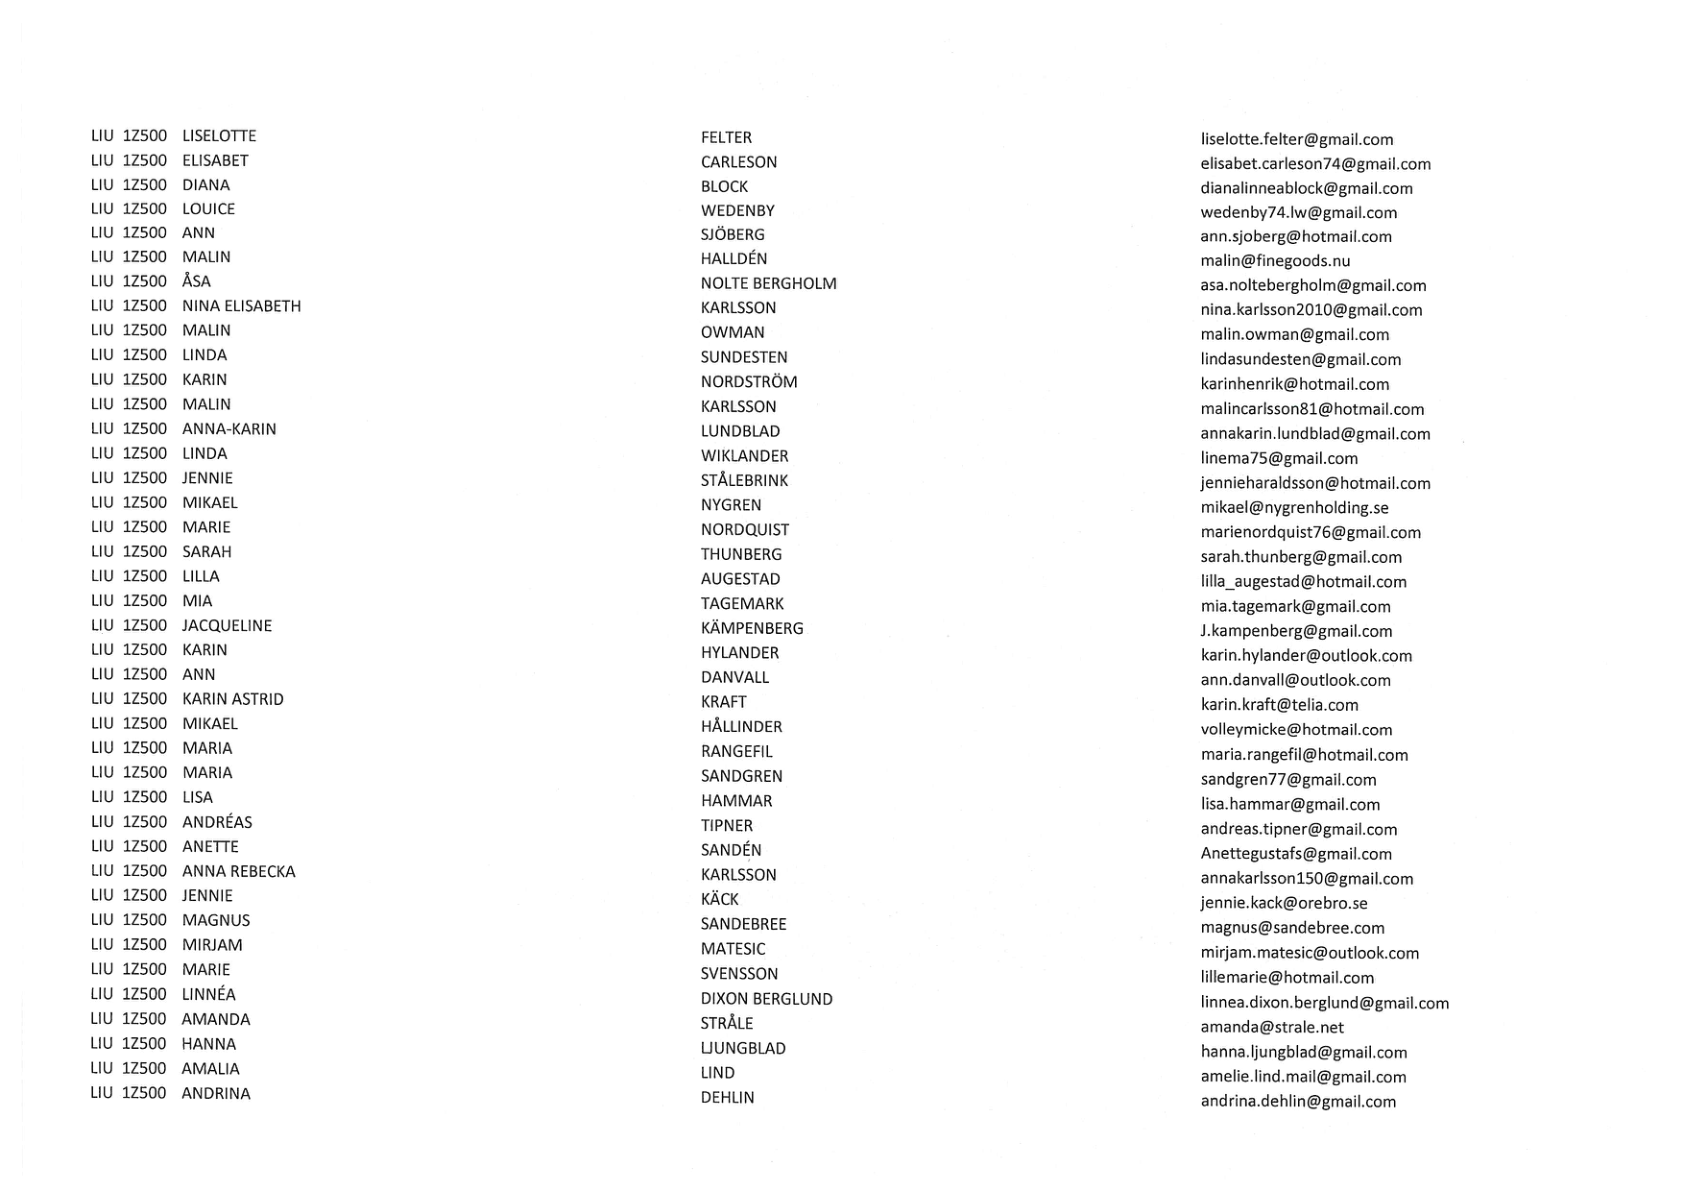 LIU 1Z500 LISELOTTE FELTER liselotte.felter@gmail.com
LIU 1Z500 ELISABET CARLESON elisabet.carleson74@gmail.com
LIU 1Z500 DIANA BLOCK dianalinneablock@gmail.com
LIU 1Z500 LOUICE WEDENBY wedenby74.lw@gmail.com
LIU 1Z500 ANN SJÖBERG ann.sjoberg@hotmail.com
LIU 1Z500 MALIN HALLDÉN malin@finegoods.nu
LIU 1Z500 ÅSA NOLTE BERGHOLM asa.noltebergholm@gmail.com
LIU 1Z500 NINA ELISABETH KARLSSON nina.karlsson2010@gmail.com
LIU 1Z500 MALIN OWMAN malin.owman@gmail.com
LIU 1Z500 LINDA SUNDESTEN lindasundesten@gmail.com
LIU 1Z500 KARIN NORDSTRÖM karinhenrik@hotmail.com
LIU 1Z500 MALIN KARLSSON malincarlsson81@hotmail.com
LIU 1Z500 ANNA-KARIN LUNDBLAD annakarin.lundblad@gmail.com
LIU 1Z500 LINDA WIKLANDER linema75@gmail.com
LIU 1Z500 JENNIE STÅLEBRINK jennieharaldsson@hotmail.com
LIU 1Z500 MIKAEL NYGREN mikael@nygrenholding.se
LIU 1Z500 MARIE NORDQUIST marienordquist76@gmail.com
LIU 1Z500 SARAH THUNBERG sarah.thunberg@gmail.com
LIU 1Z500 LILLA AUGESTAD lilla_augestad@hotmail.com
LIU 1Z500 MIA TAGEMARK mia.tagemark@gmail.com
LIU 1Z500 JACQUELINE KÄMPENBERG J.kampenberg@gmail.com
LIU 1Z500 KARIN HYLANDER karin.hylander@outlook.com
LIU 1Z500 ANN DANVALL ann.danvall@outlook.com
LIU 1Z500 KARIN ASTRID KRAFT karin.kraft@telia.com
LIU 1Z500 MIKAEL HÅLLINDER volleymicke@hotmail.com
LIU 1Z500 MARIA RANGEFIL maria.rangefil@hotmail.com
LIU 1Z500 MARIA SANDGREN sandgren77@gmail.com
LIU 1Z500 LISA HAMMAR lisa.hammar@gmail.com
LIU 1Z500 ANDRÉAS TIPNER andreas.tipner@gmail.com
LIU 1Z500 ANETTE SANDÉN Anettegustafs@gmail.com
LIU 1Z500 ANNA REBECKA KARLSSON annakarlsson150@gmail.com
LIU 1Z500 JENNIE KÄCK jennie.kack@orebro.se
LIU 1Z500 MAGNUS SANDEBREE magnus@sandebree.com
LIU 1Z500 MIRJAM MATESIC mirjam.matesic@outlook.com
LIU 1Z500 MARIE SVENSSON lillemarie@hotmail.com
LIU 1Z500 LINNÉA DIXON BERGLUND linnea.dixon.berglund@gmail.com
LIU 1Z500 AMANDA STRÅLE amanda@strale.net
LIU 1Z500 HANNA LJUNGBLAD hanna.ljungblad@gmail.com
LIU 1Z500 AMALIA LIND amelie.lind.mail@gmail.com
LIU 1Z500 ANDRINA DEHLIN andrina.dehlin@gmail.com